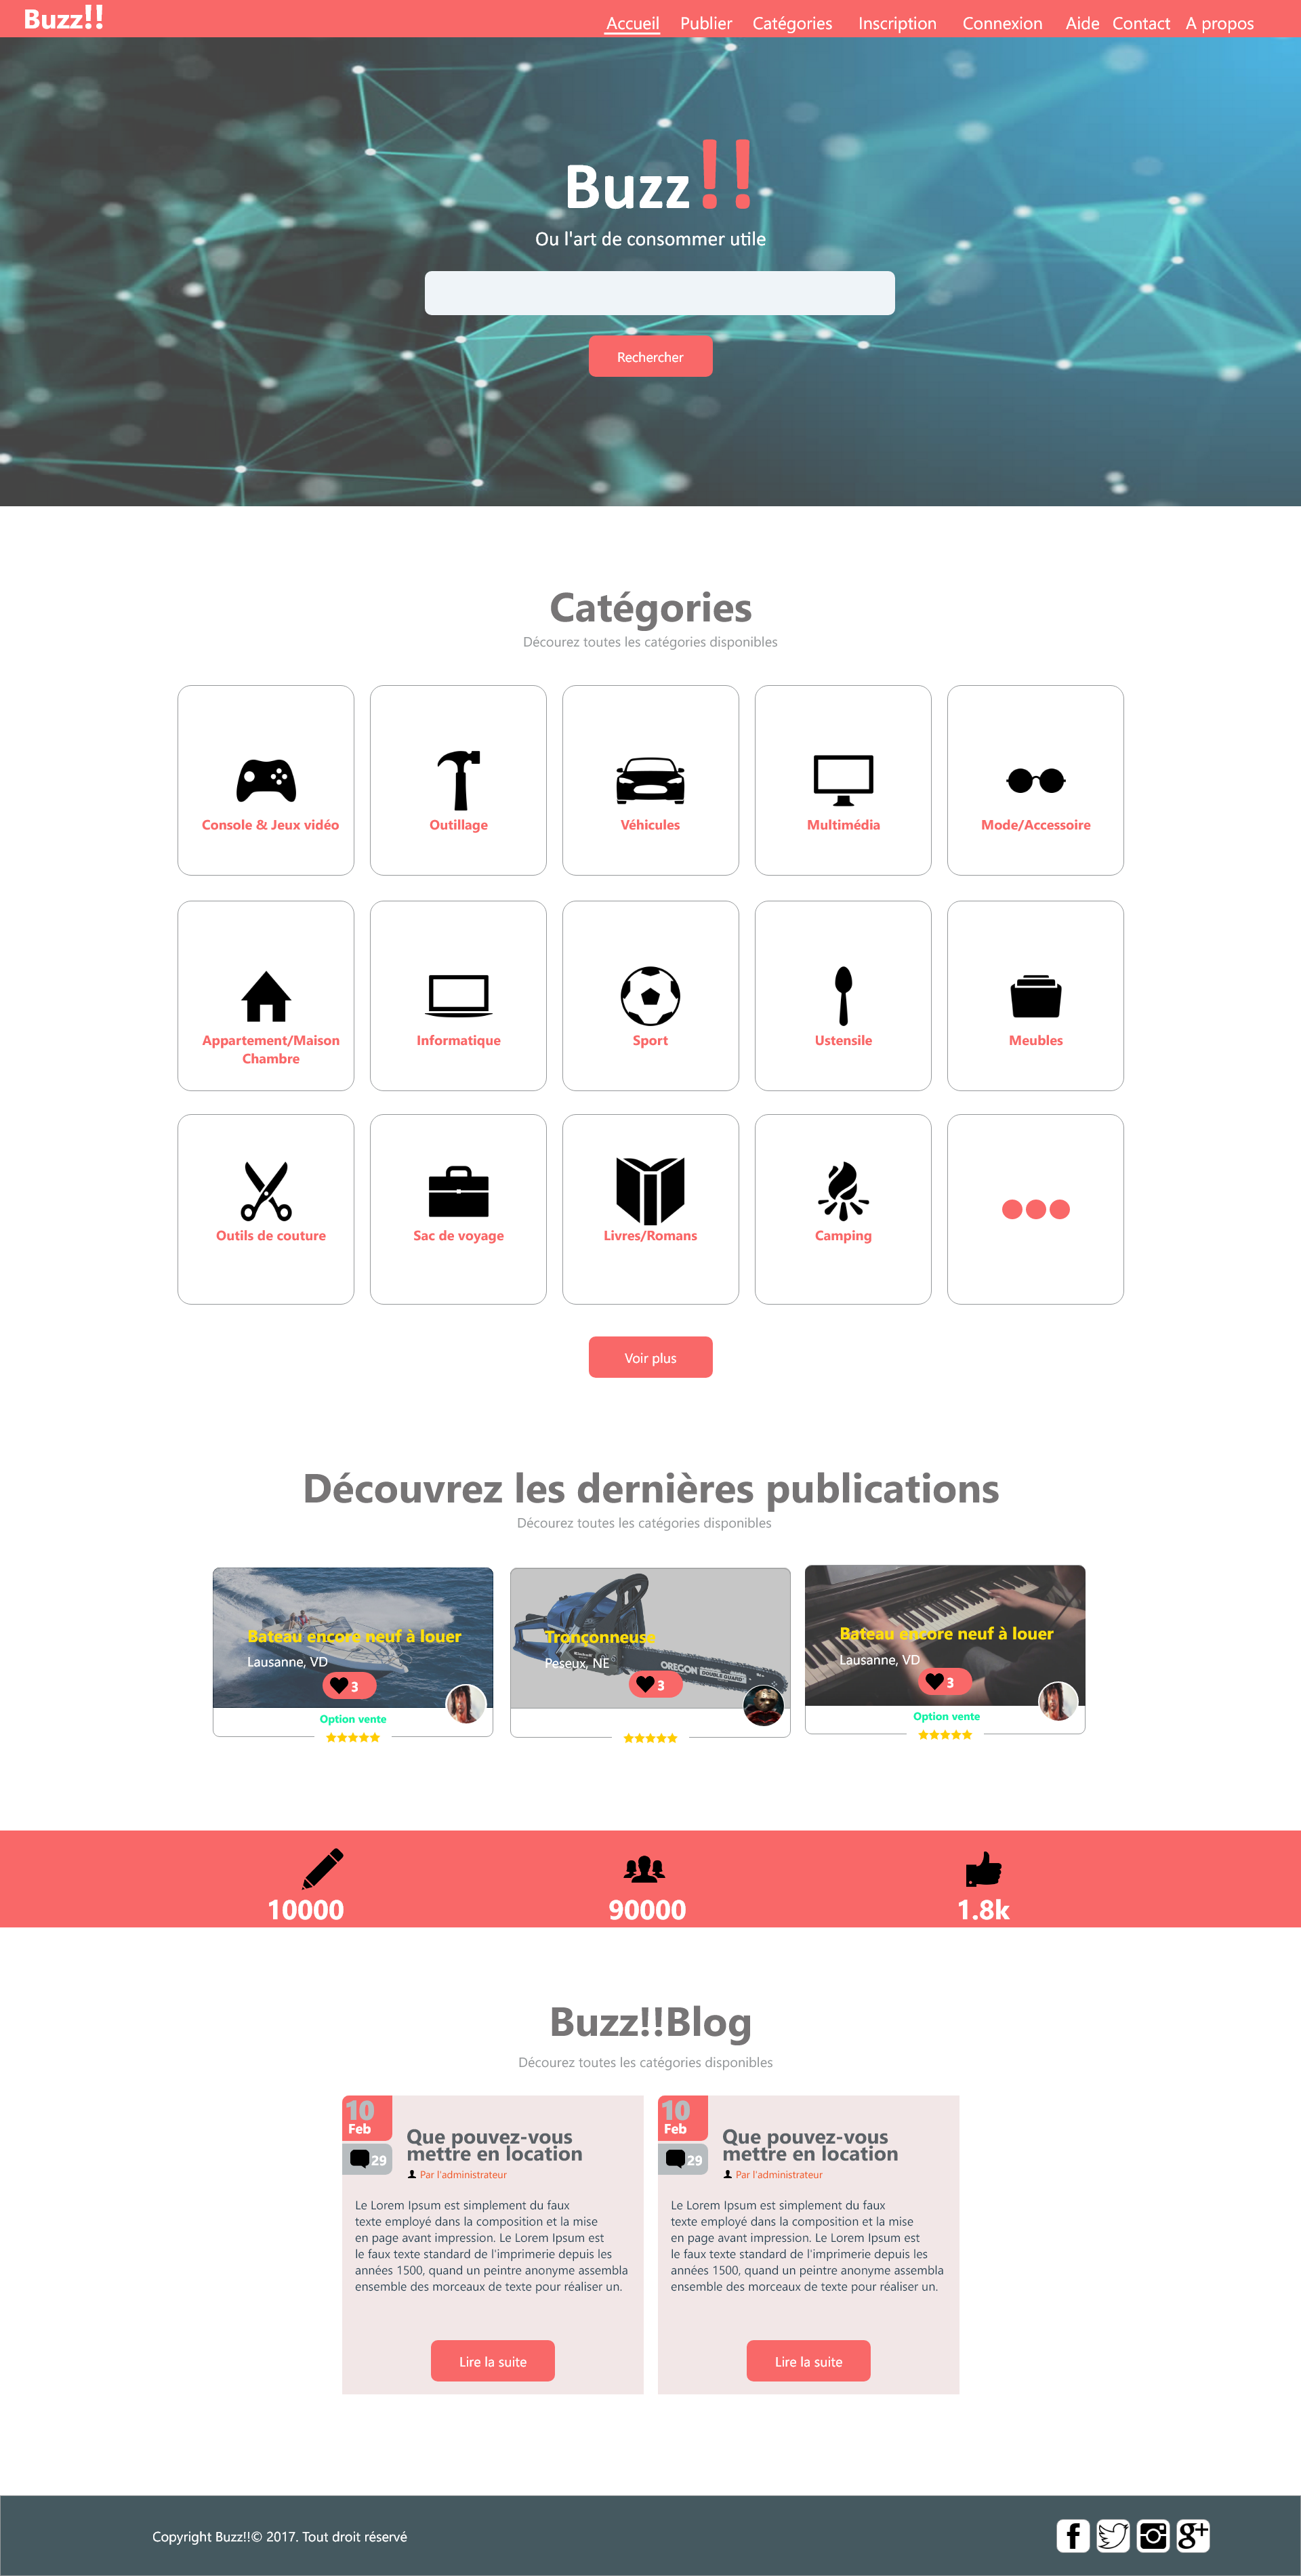 Buzz!!
Accueil Publier Catégories Inscription Connexion Aide Contact A propos
Buzz!!
Ou l'art de consommer utile
Rechercher
Catégories
Décourez toutes les catégories disponibles
Console & Jeux vidéo
Outillage
Véhicules
Multimédia
Mode/Accessoire
Appartement/Maison
Chambre
Informatique
Sport
Ustensile
Meubles
Outils de couture
Sac de voyage
Livres/Romans
Camping
Voir plus
Découvrez les dernières publications
Décourez toutes les catégories disponibles
Bateau encore neuf à louer
Lausanne, VD
3
Option vente
Tronçonneuse
Peseux, NE
OREGON
DOUBLE GUARD
3
Bateau encore neuf à louer
Lausanne, VD
3
Option vente
10000
90000
1.8k
Buzz!!Blog
Décourez toutes les catégories disponibles
10
Feb
29
Que pouvez-vous
mettre en location
Par l'administrateur
Le Lorem Ipsum est simplement du faux
texte employé dans la composition et la mise
en page avant impression. Le Lorem Ipsum est
le faux texte standard de l'imprimerie depuis les
années 1500, quand un peintre anonyme assembla
ensemble des morceaux de texte pour réaliser un.
Lire la suite
10
Feb
29
Que pouvez-vous
mettre en location
Par l'administrateur
Le Lorem Ipsum est simplement du faux
texte employé dans la composition et la mise
en page avant impression. Le Lorem Ipsum est
le faux texte standard de l'imprimerie depuis les
années 1500, quand un peintre anonyme assembla
ensemble des morceaux de texte pour réaliser un.
Lire la suite
Copyright Buzz!!© 2017. Tout droit réservé